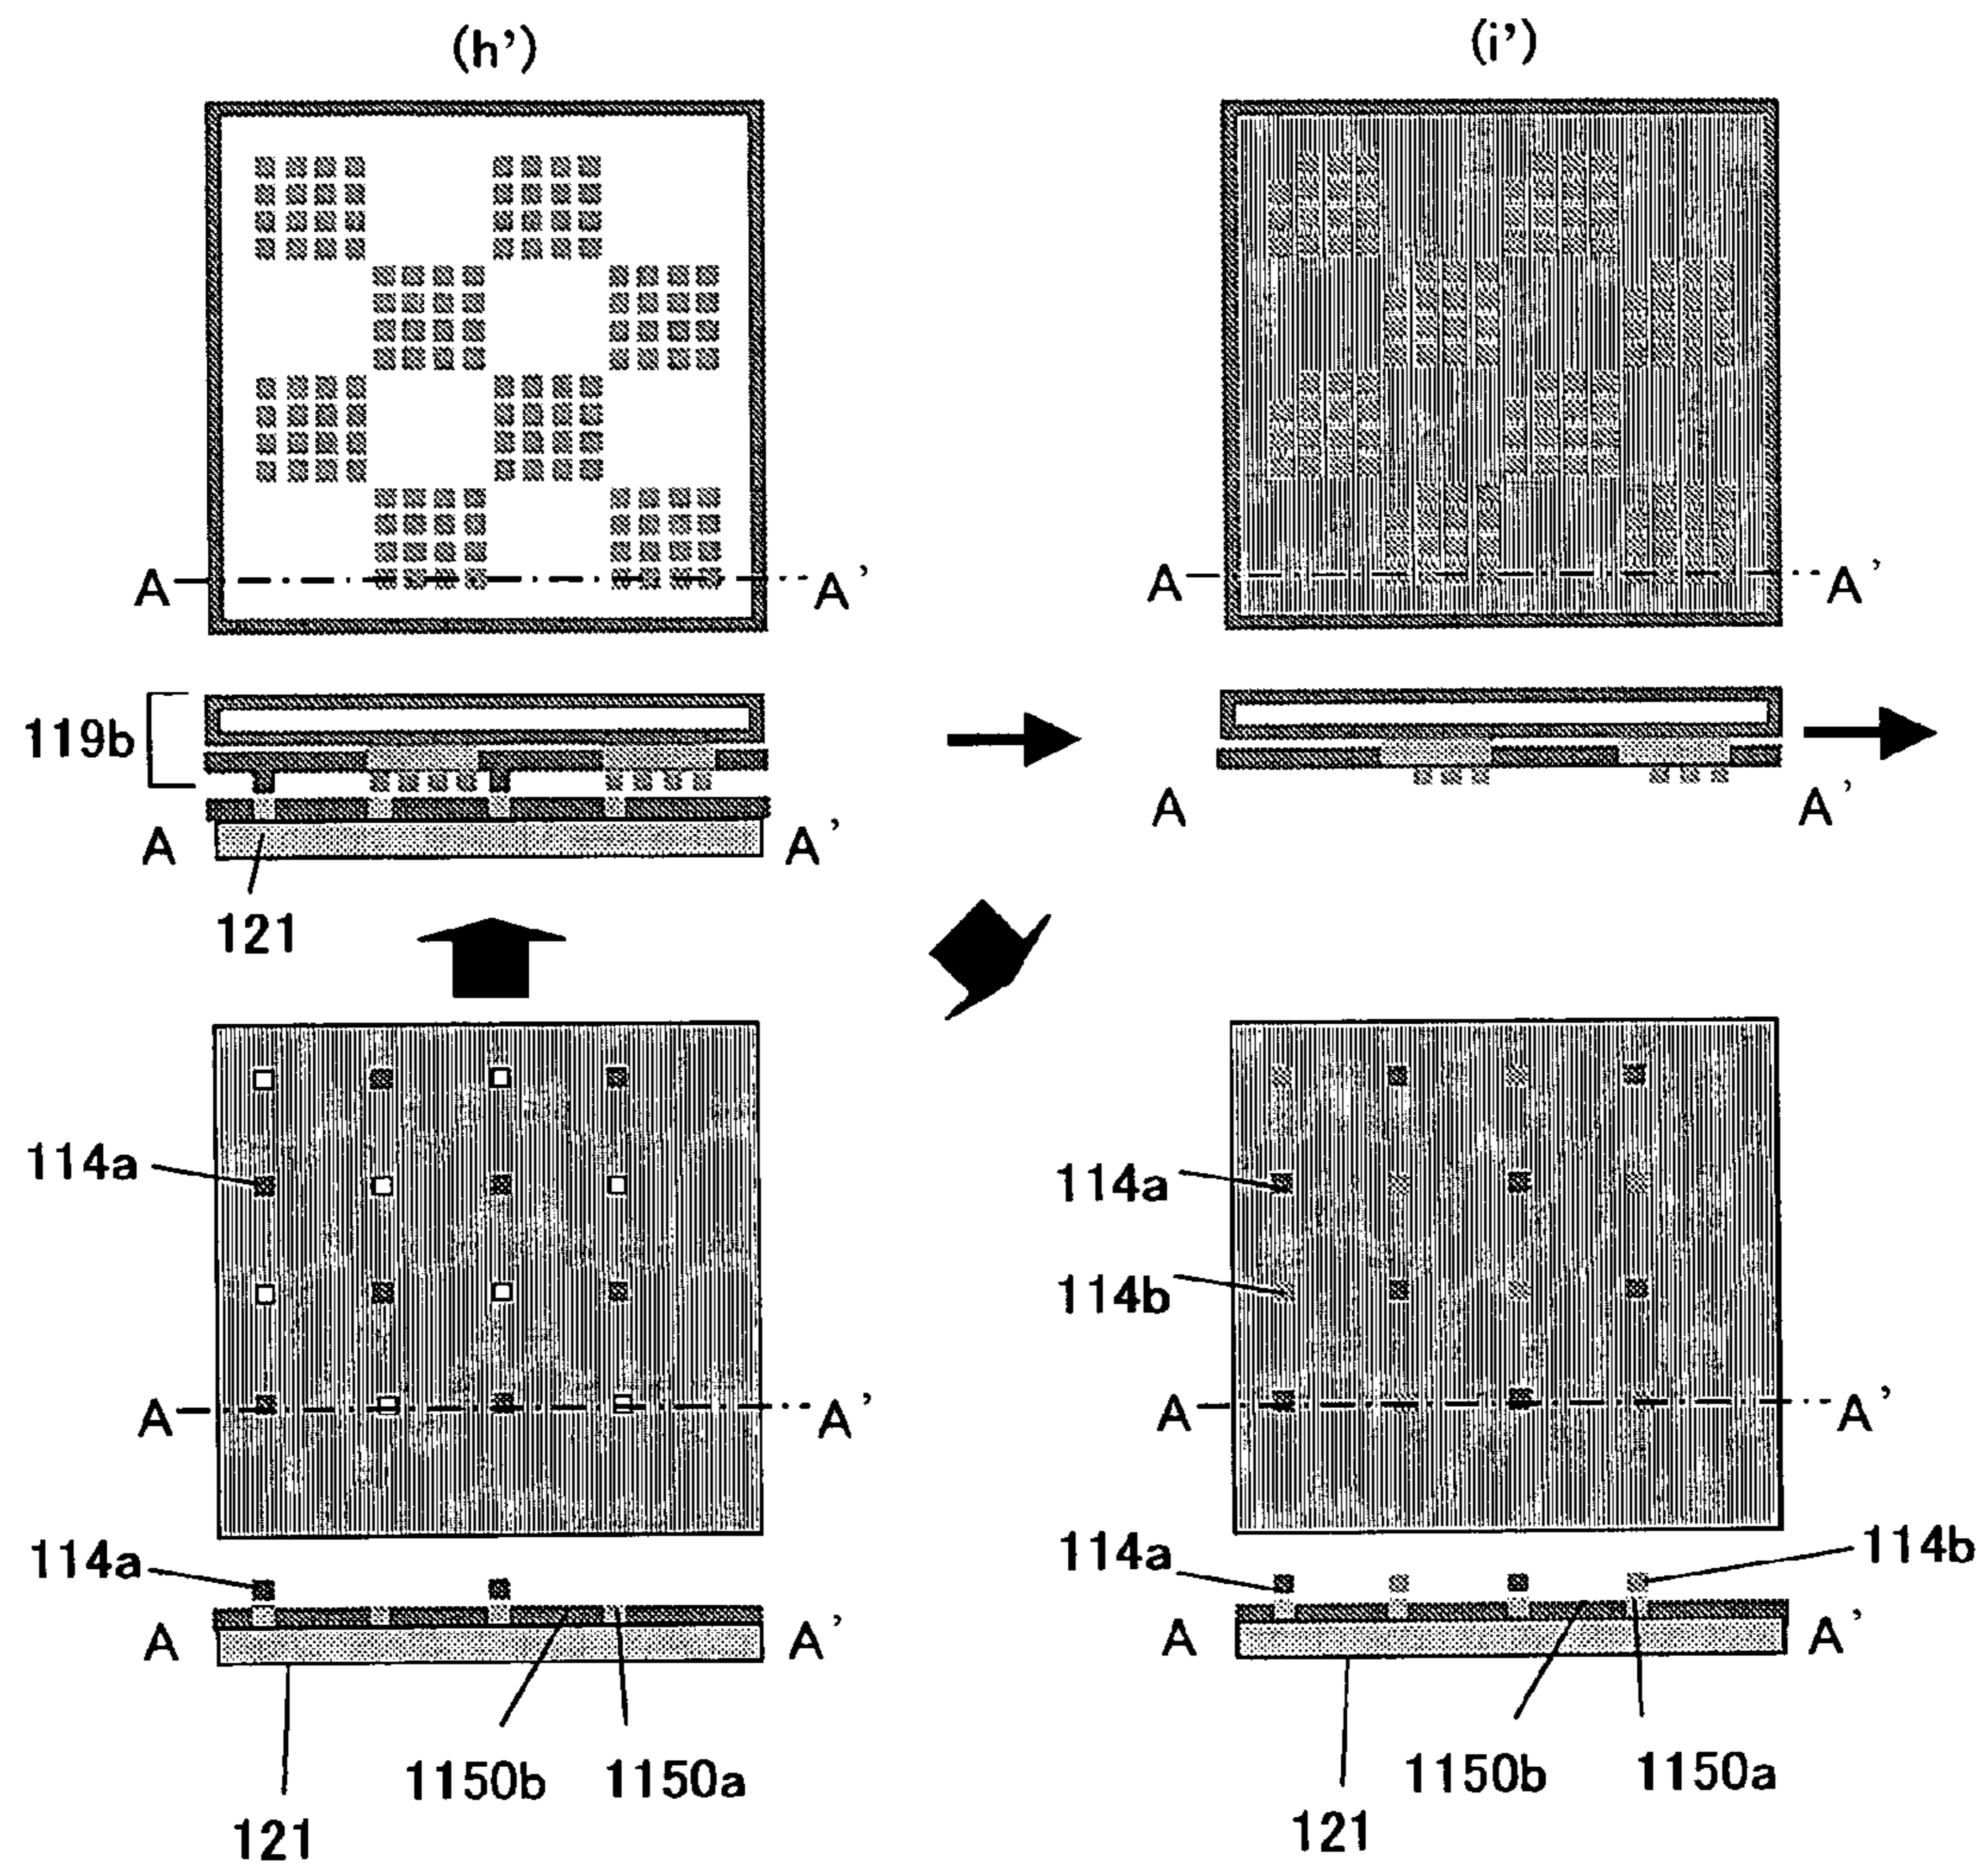 (h’) (i’)
A A’ A A’
119b
A A’ A A’
121
114a 114a
114b
A A’ A A’
114a 114a 114b
A A’ A A’
1150b 1150a 1150b 1150a
121 121